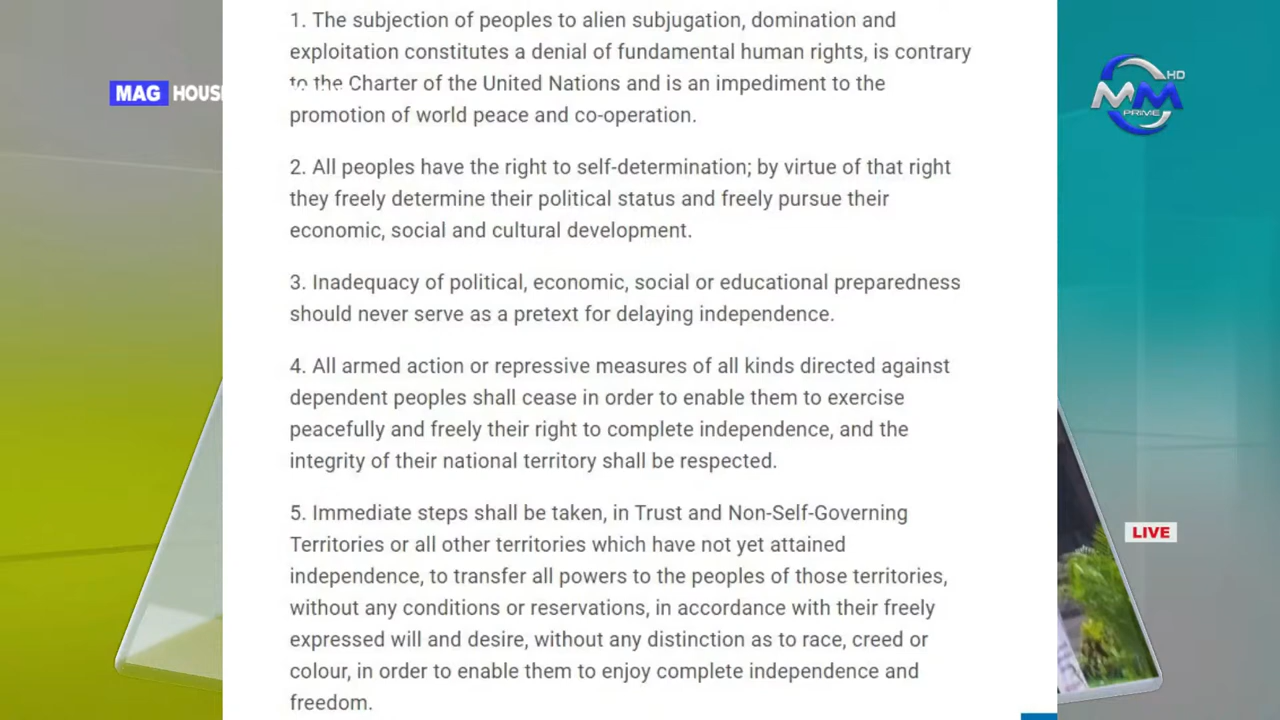 1. The subjection of peoples to alien subjugation, domination and
exploitation constitutes a denial of fundamental human rights, is contrary
to the Charter of the United Nations and is an impediment to the
promotion of world peace and co-operation.
2. All peoples have the right to self-determination; by virtue of that right
they freely determine their political status and freely pursue their
economic, social and cultural development.
3. Inadequacy of political, economic, social or educational preparedness
should never serve as a pretext for delaying independence.
4. All armed action or repressive measures of all kinds directed against
dependent peoples shall cease in order to enable them to exercise
peacefully and freely their right to complete independence, and the
integrity of their national territory shall be respected.
5. Immediate steps shall be taken, in Trust and Non-Self-Governing
Territories or all other territories which have not yet attained
independence, to transfer all powers to the peoples of those territories,
without any conditions or reservations, in accordance with their freely
expressed will and desire, without any distinction as to race, creed or
colour, in order to enable them to enjoy complete independence and
freedom.
MAG HOUSE
MM HD
PRIME
LIVE